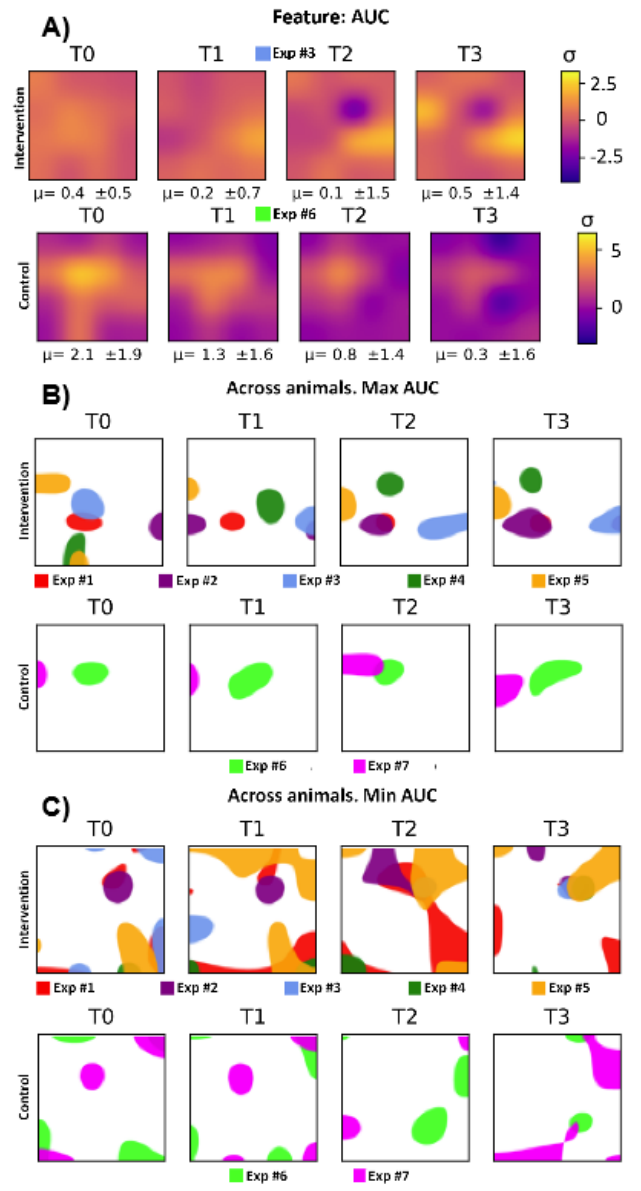 A)
Feature: AUC
Exp #3
T0 T1 T2 T3
σ
Intervention
2.5
0
-2.5
μ= 0.4 ±0.5 μ= 0.2 ±0.7 μ= 0.1 ±1.5 μ= 0.5 ±1.4
Exp #6
T0 T1 T2 T3
σ
Control
5
0
μ= 2.1 ±1.9 μ= 1.3 ±1.6 μ= 0.8 ±1.4 μ= 0.3 ±1.6
B)
Across animals. Max AUC
T0 T1 T2 T3
Intervention
Exp #1 Exp #2 Exp #3 Exp #4 Exp #5
T0 T1 T2 T3
Control
Exp #6 Exp #7
C)
Across animals. Min AUC
T0 T1 T2 T3
Intervention
Exp #1 Exp #2 Exp #3 Exp #4 Exp #5
T0 T1 T2 T3
Control
Exp #6 Exp #7